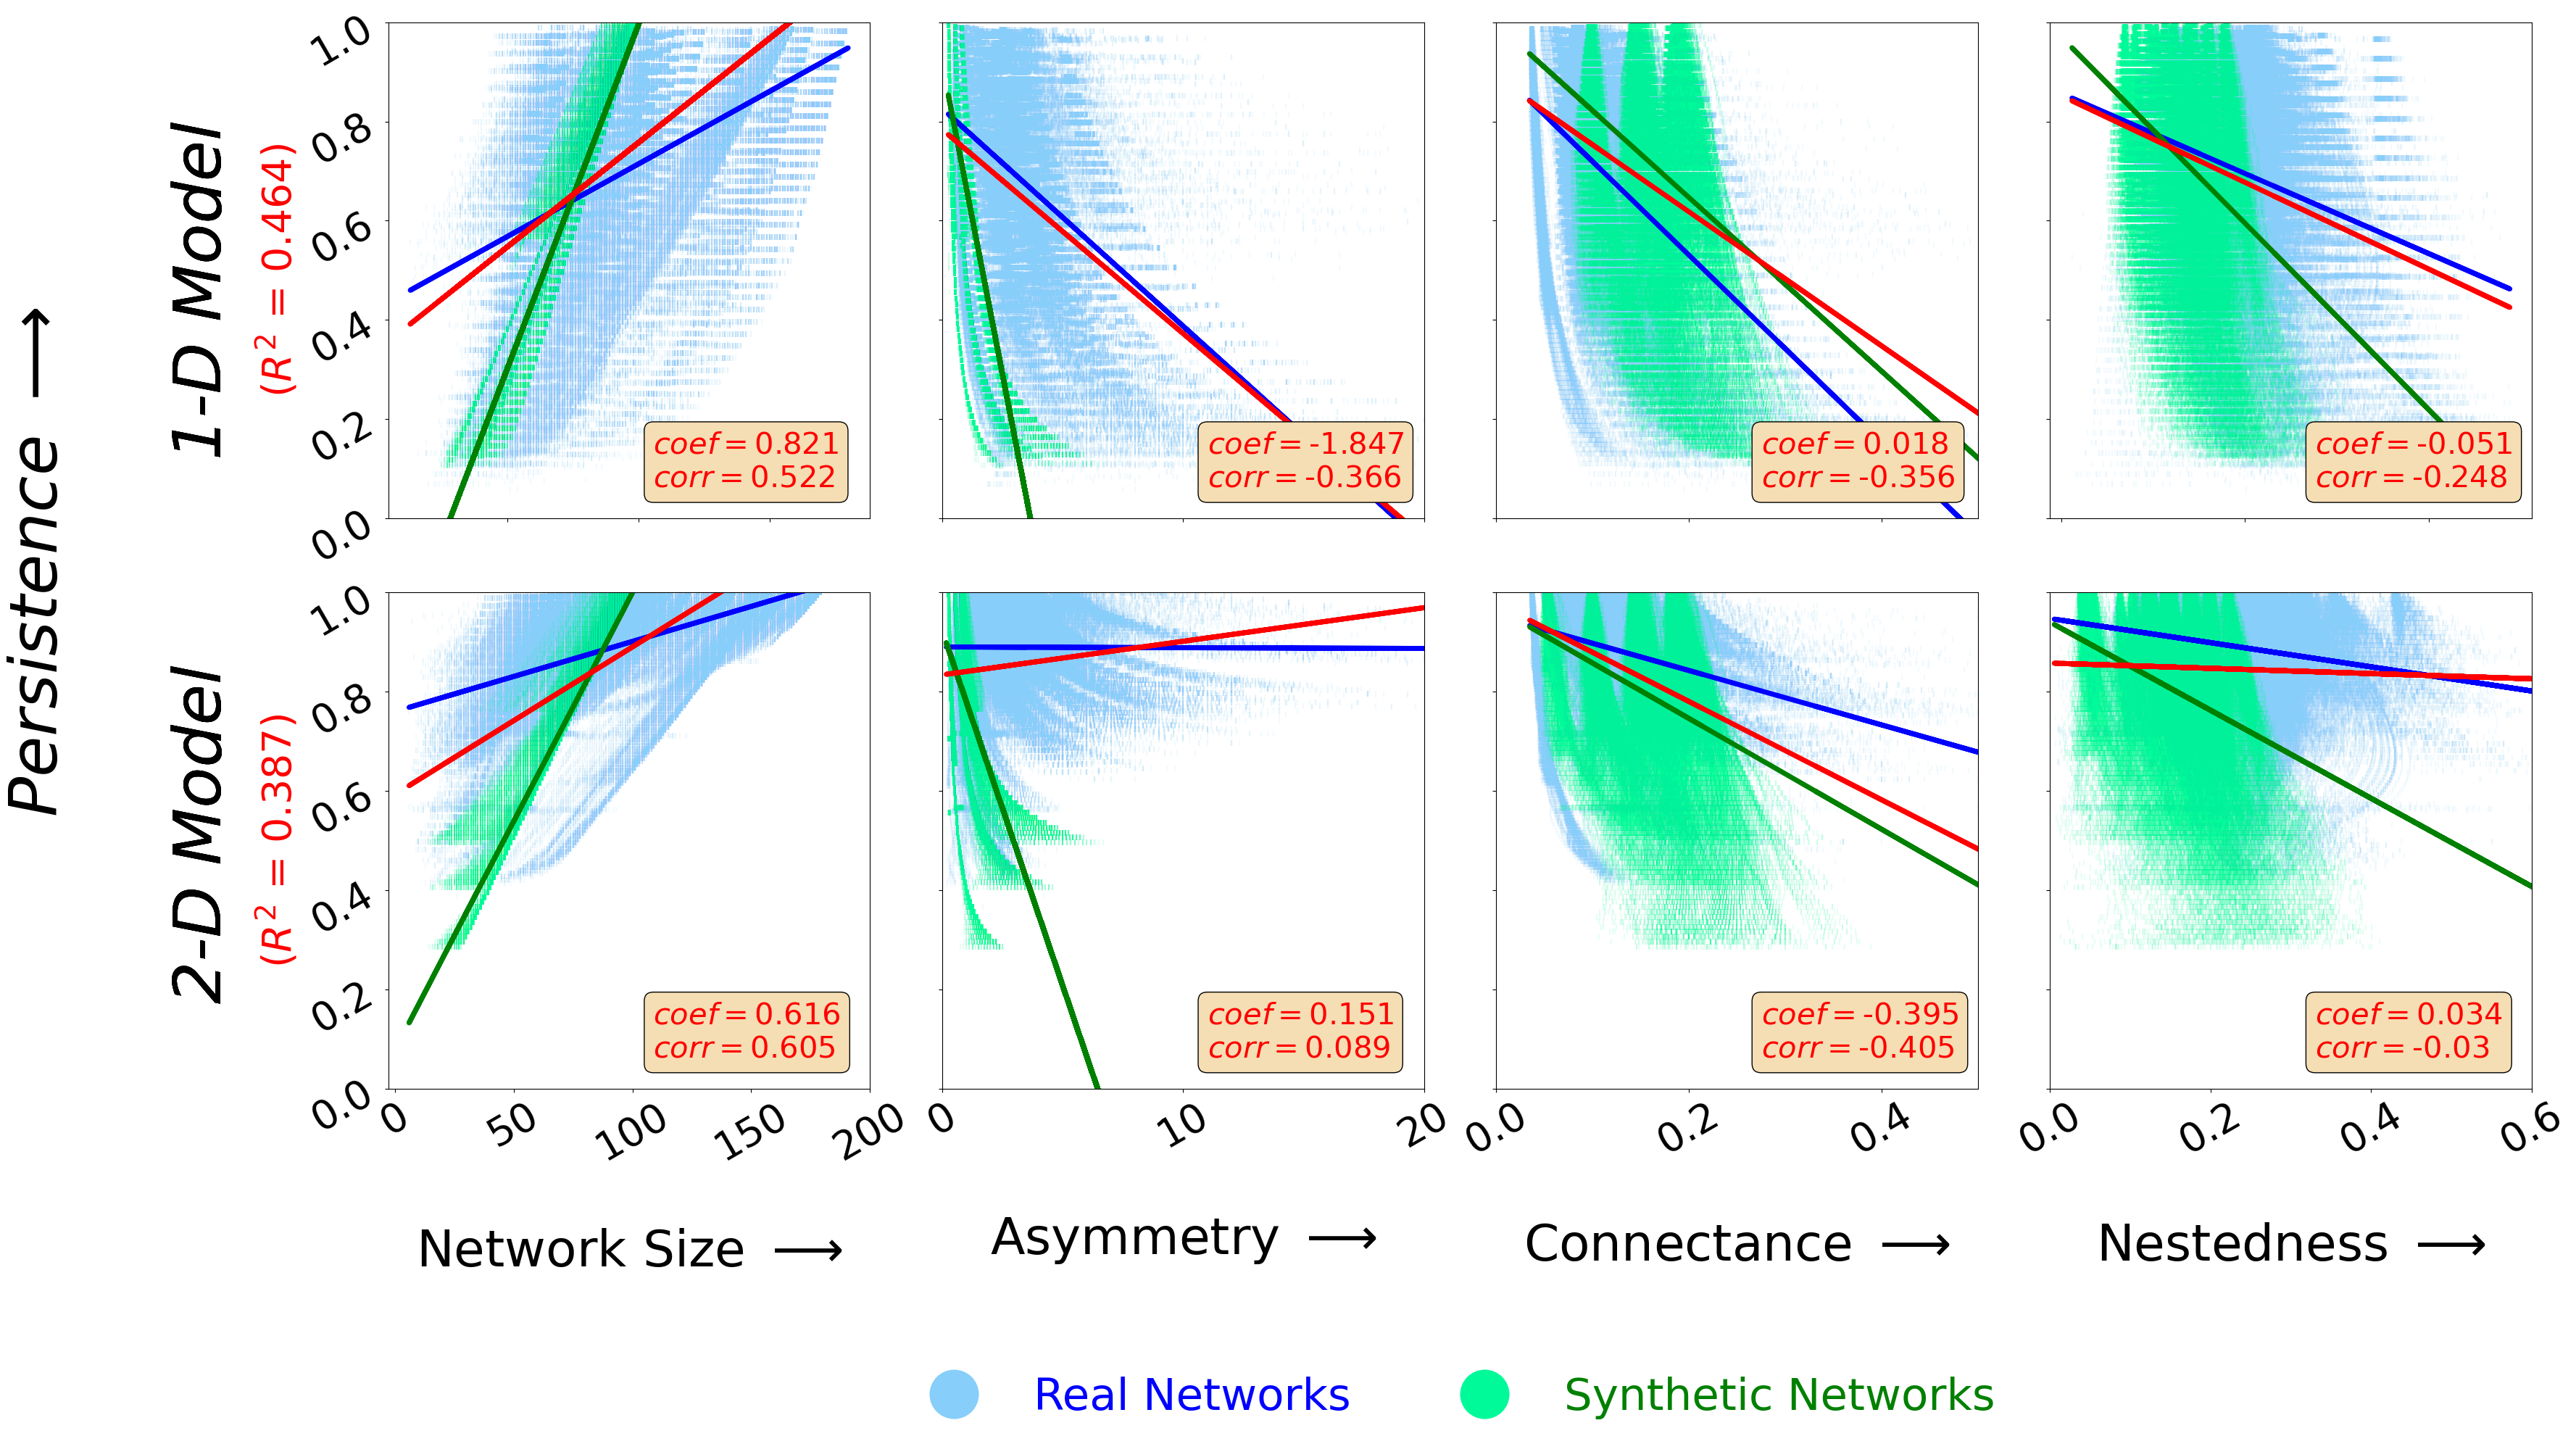 Persistence ⟶
1-D Model
(R² = 0.464)
1.0
0.8
0.6
0.4
0.2
0.0
coef = 0.821
corr = 0.522
coef = -1.847
corr = -0.366
coef = 0.018
corr = -0.356
coef = -0.051
corr = -0.248
2-D Model
(R² = 0.387)
1.0
0.8
0.6
0.4
0.2
0.0
coef = 0.616
corr = 0.605
coef = 0.151
corr = 0.089
coef = -0.395
corr = -0.405
coef = 0.034
corr = -0.03
0 50 100 150 200
0 10 20
0.0 0.2 0.4
0.0 0.2 0.4 0.6
Network Size ⟶
Asymmetry ⟶
Connectance ⟶
Nestedness ⟶
Real Networks
Synthetic Networks